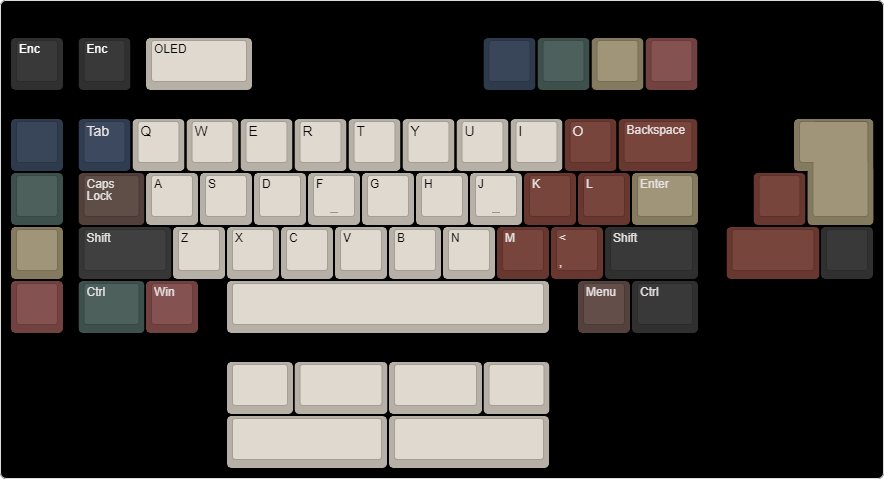 Enc Enc OLED
Tab Q W E R T Y U I O Backspace
Caps Lock A S D F _ G H J _ K L Enter
Shift Z X C V B N M < , Shift
Ctrl Win Menu Ctrl